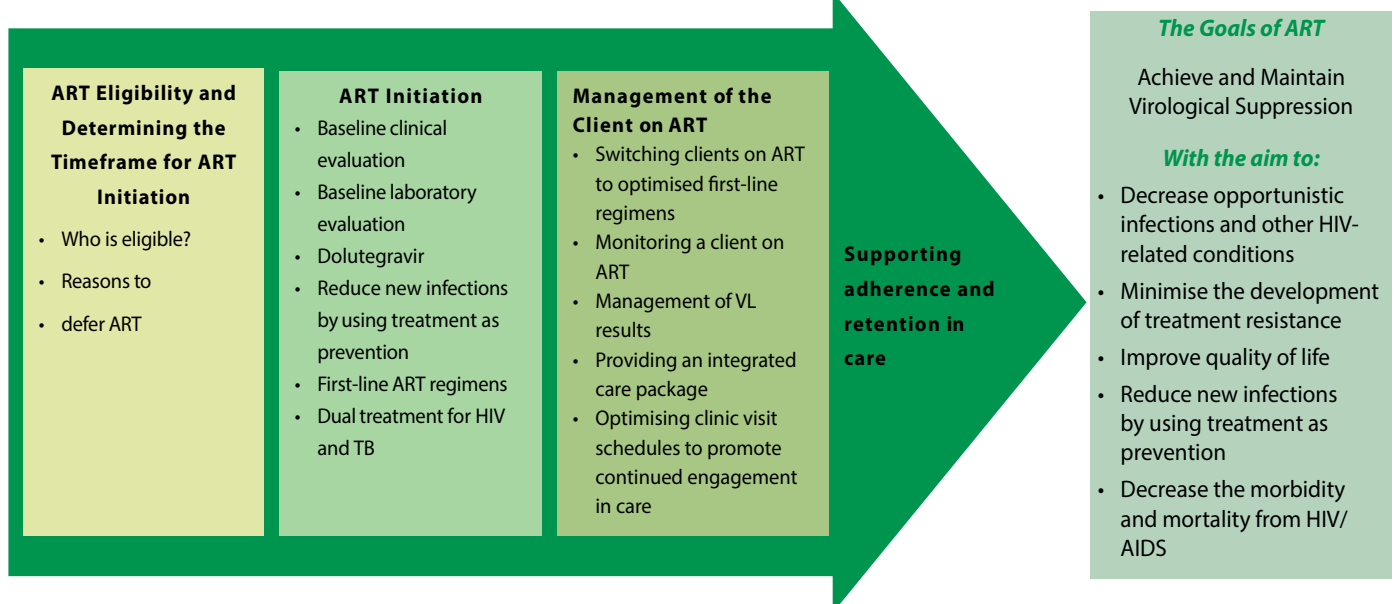 ART Eligibility and
Determining the
Timeframe for ART
Initiation
• Who is eligible?
• Reasons to
• defer ART
ART Initiation
• Baseline clinical
evaluation
• Baseline laboratory
evaluation
• Dolutegravir
• Reduce new infections
by using treatment as
prevention
• First-line ART regimens
• Dual treatment for HIV
and TB
Management of the
Client on ART
• Switching clients on ART
to optimised first-line
regimens
• Monitoring a client on
ART
• Management of VL
results
• Providing an integrated
care package
• Optimising clinic visit
schedules to promote
continued engagement
in care
Supporting
adherence and
retention in
care
The Goals of ART
Achieve and Maintain
Virological Suppression
With the aim to:
• Decrease opportunistic
infections and other HIV-
related conditions
• Minimise the development
of treatment resistance
• Improve quality of life
• Reduce new infections
by using treatment as
prevention
• Decrease the morbidity
and mortality from HIV/
AIDS